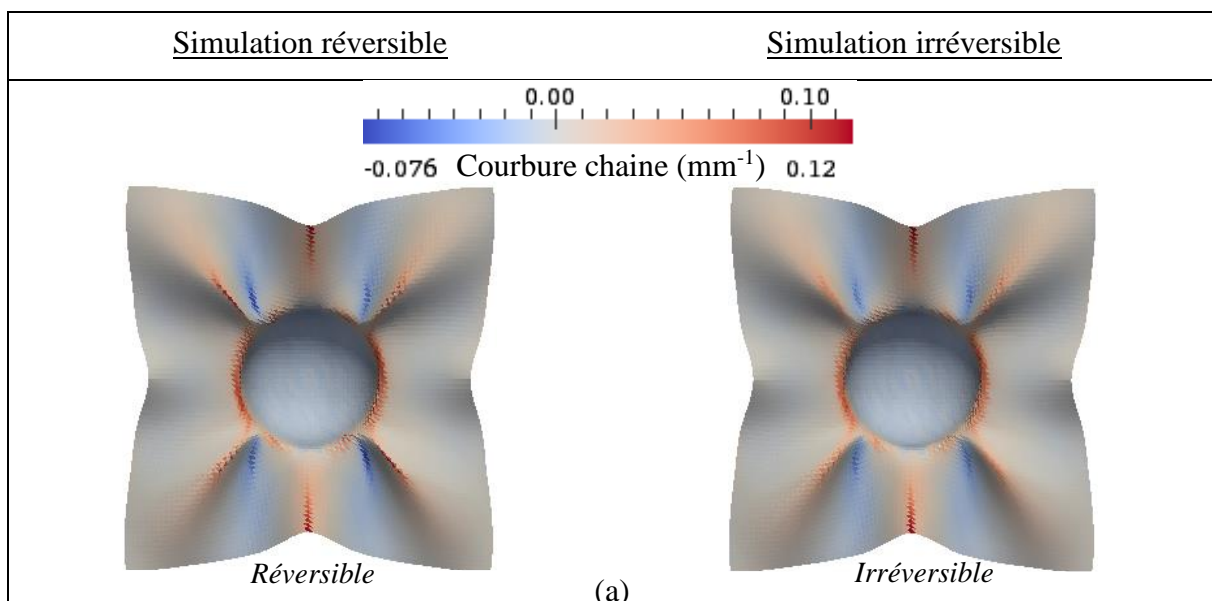 Simulation réversible
Simulation irréversible
0.00 0.10
-0.076 Courbure chaine (mm⁻¹) 0.12
Réversible
Irréversible
(a)